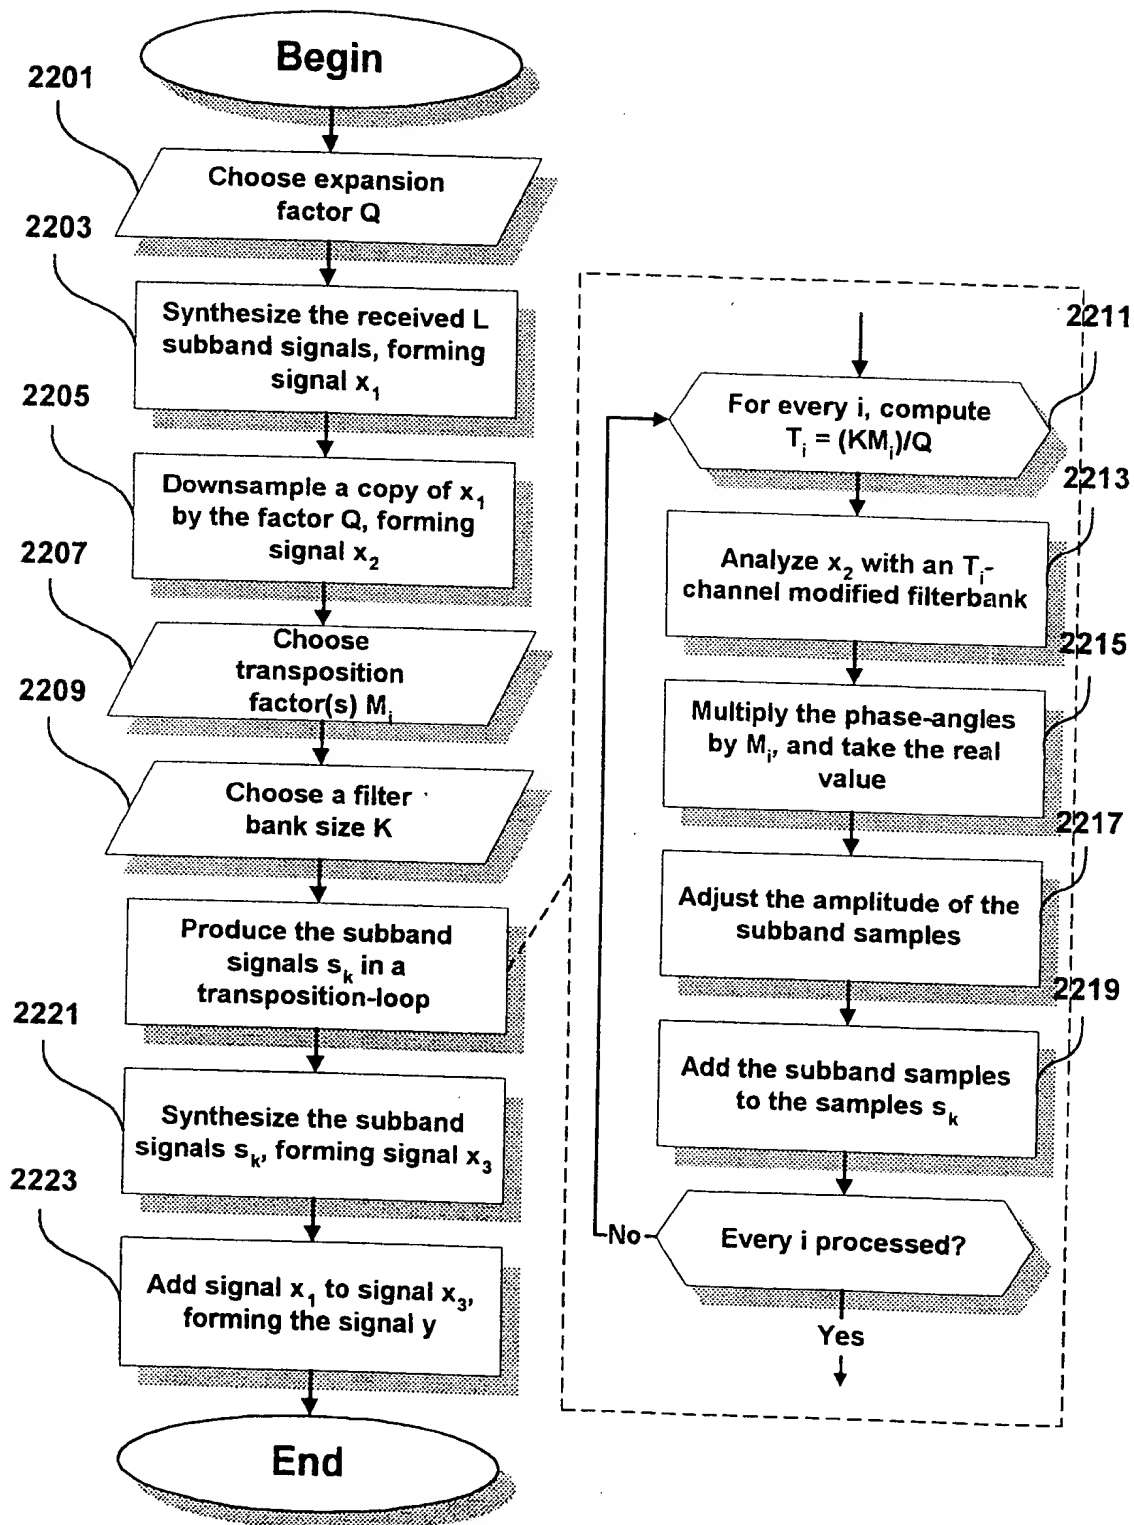 Begin
2201
Choose expansion
factor Q
2203
Synthesize the received L
subband signals, forming
signal x₁
2205
Downsample a copy of x₁
by the factor Q, forming
signal x₂
2207
Choose
transposition
factor(s) Mᵢ
2209
Choose a filter
bank size K
Produce the subband
signals sₖ in a
transposition-loop
2221
Synthesize the subband
signals sₖ, forming signal x₃
2223
Add signal x₁ to signal x₃,
forming the signal y
End
2211
For every i, compute
Tᵢ = (KMᵢ)/Q
2213
Analyze x₂ with an Tᵢ-
channel modified filterbank
2215
Multiply the phase-angles
by Mᵢ, and take the real
value
2217
Adjust the amplitude of the
subband samples
2219
Add the subband samples
to the samples sₖ
No
Every i processed?
Yes